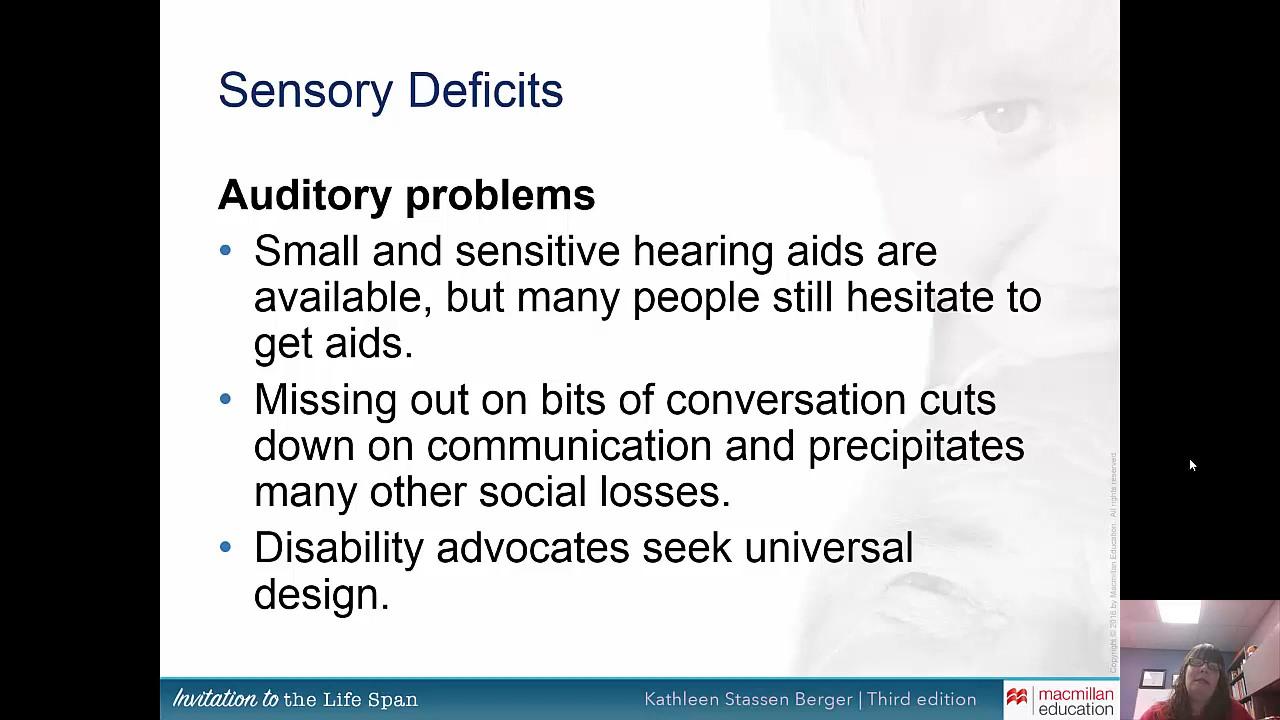 Sensory Deficits
Auditory problems
• Small and sensitive hearing aids are
available, but many people still hesitate to
get aids.
• Missing out on bits of conversation cuts
down on communication and precipitates
many other social losses.
• Disability advocates seek universal
design.
Copyright © 2016 by Macmillan Education. All rights reserved
Invitation to the Life Span
Kathleen Stassen Berger | Third edition
macmillan
education